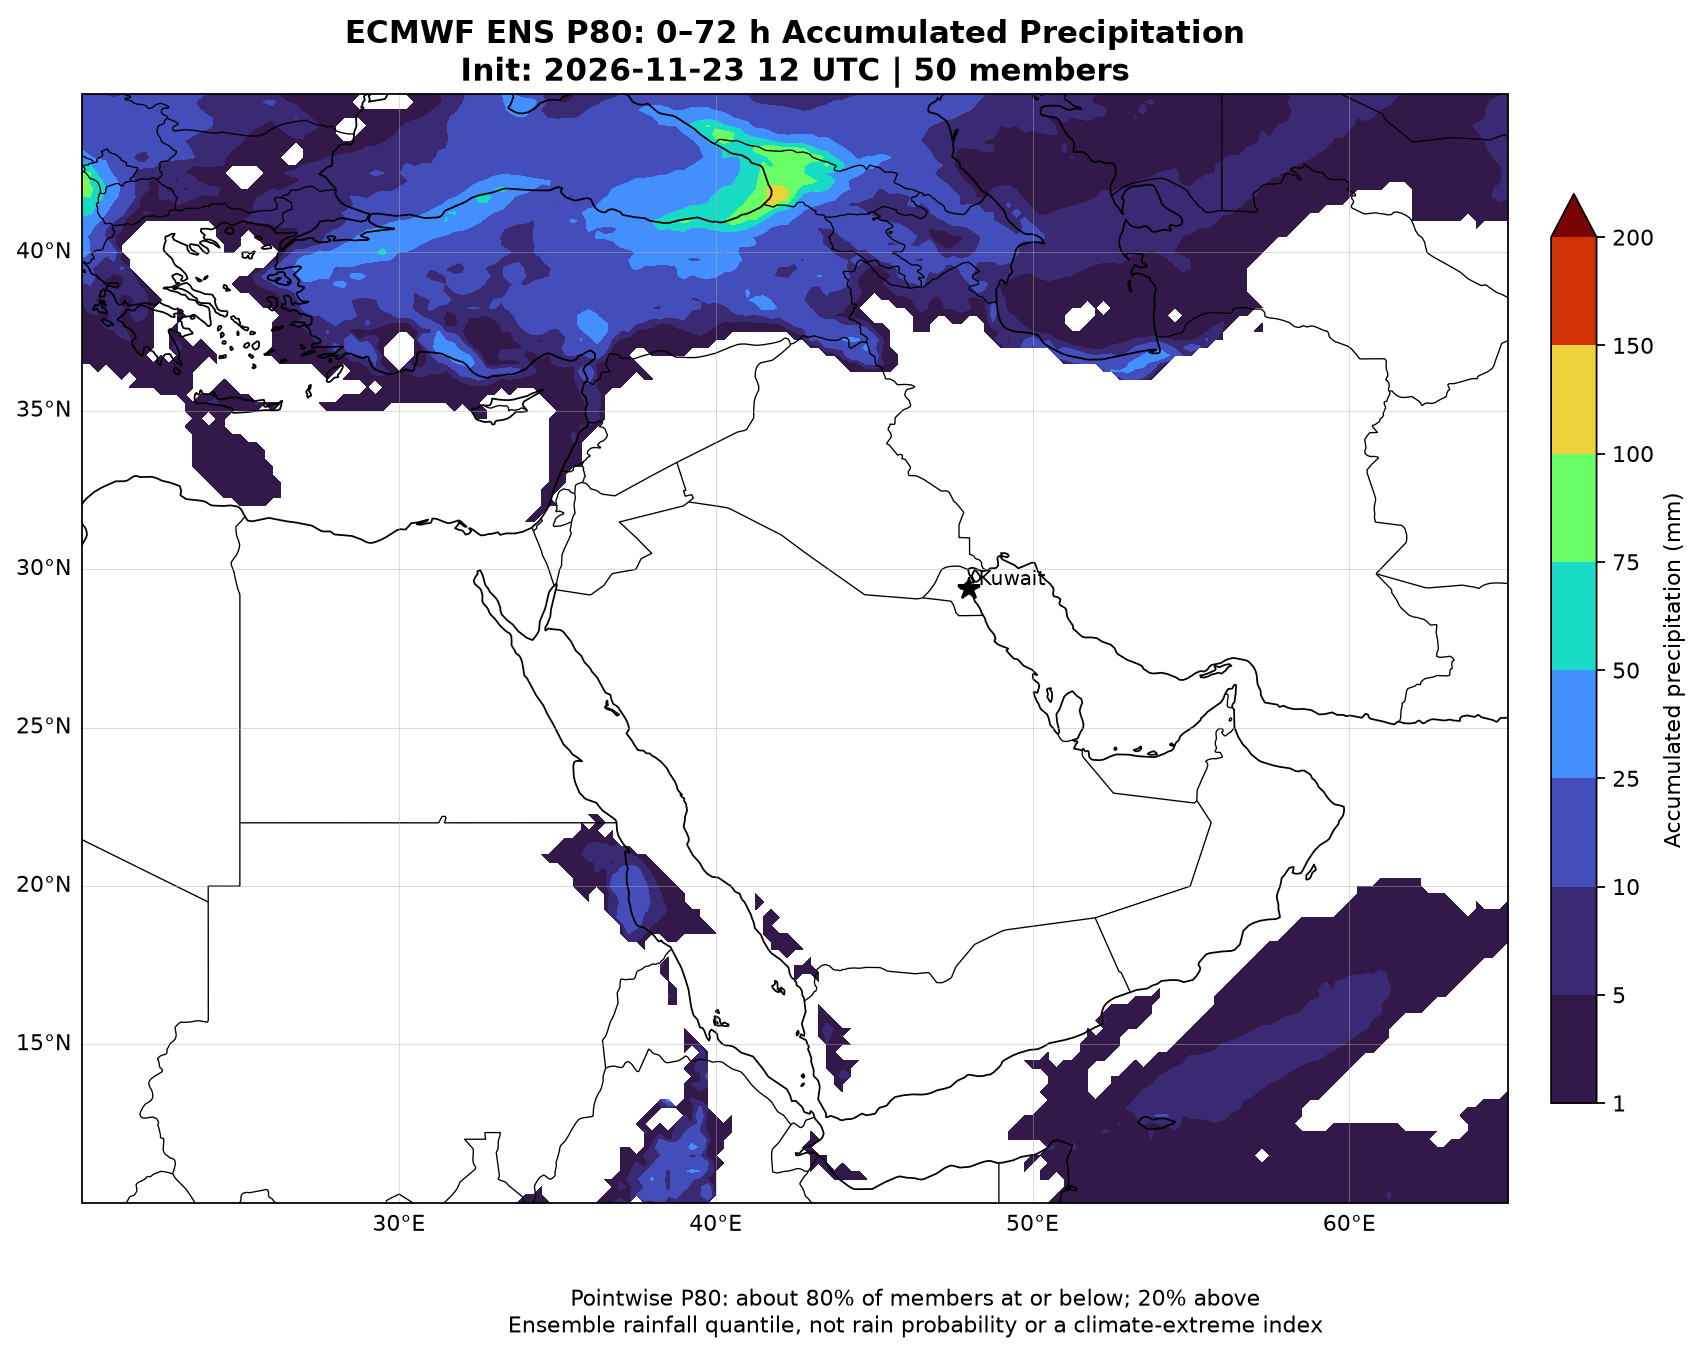 ECMWF ENS P80: 0–72 h Accumulated Precipitation
Init: 2026-11-23 12 UTC | 50 members
40°N
35°N
30°N
25°N
20°N
15°N
30°E
40°E
50°E
60°E
Kuwait
200
150
100
75
50
25
10
5
1
Accumulated precipitation (mm)
Pointwise P80: about 80% of members at or below; 20% above
Ensemble rainfall quantile, not rain probability or a climate-extreme index